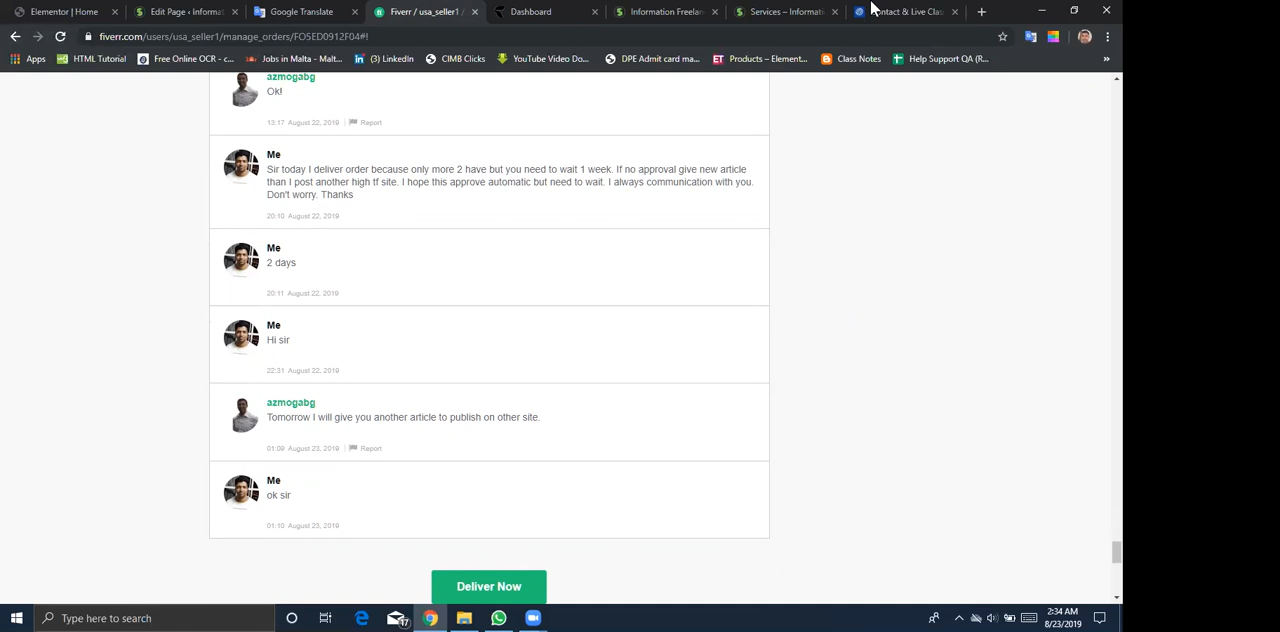 Elementor | Home
Edit Page ‹ Informat
Google Translate
Fiverr / usa_seller1 /
Dashboard
Information Freelan
Services – Informati
ontact & Live Clas
fiverr.com/users/usa_seller1/manage_orders/FO5ED0912F04#!
Apps
HTML Tutorial
Free Online OCR - c...
Jobs in Malta - Malt...
(3) LinkedIn
CIMB Clicks
YouTube Video Do...
DPE Admit card ma...
Products – Element...
Class Notes
Help Support QA (R...
»
azmogabg
Ok!
13:17 August 22, 2019 | Report
Me
Sir today I deliver order because only more 2 have but you need to wait 1 week. If no approval give new article
than I post another high tf site. I hope this approve automatic but need to wait. I always communication with you.
Don't worry. Thanks
20:10 August 22, 2019
Me
2 days
20:11 August 22, 2019
Me
Hi sir
22:31 August 22, 2019
azmogabg
Tomorrow I will give you another article to publish on other site.
01:09 August 23, 2019 | Report
Me
ok sir
01:10 August 23, 2019
Deliver Now
Type here to search
17
2:34 AM
8/23/2019